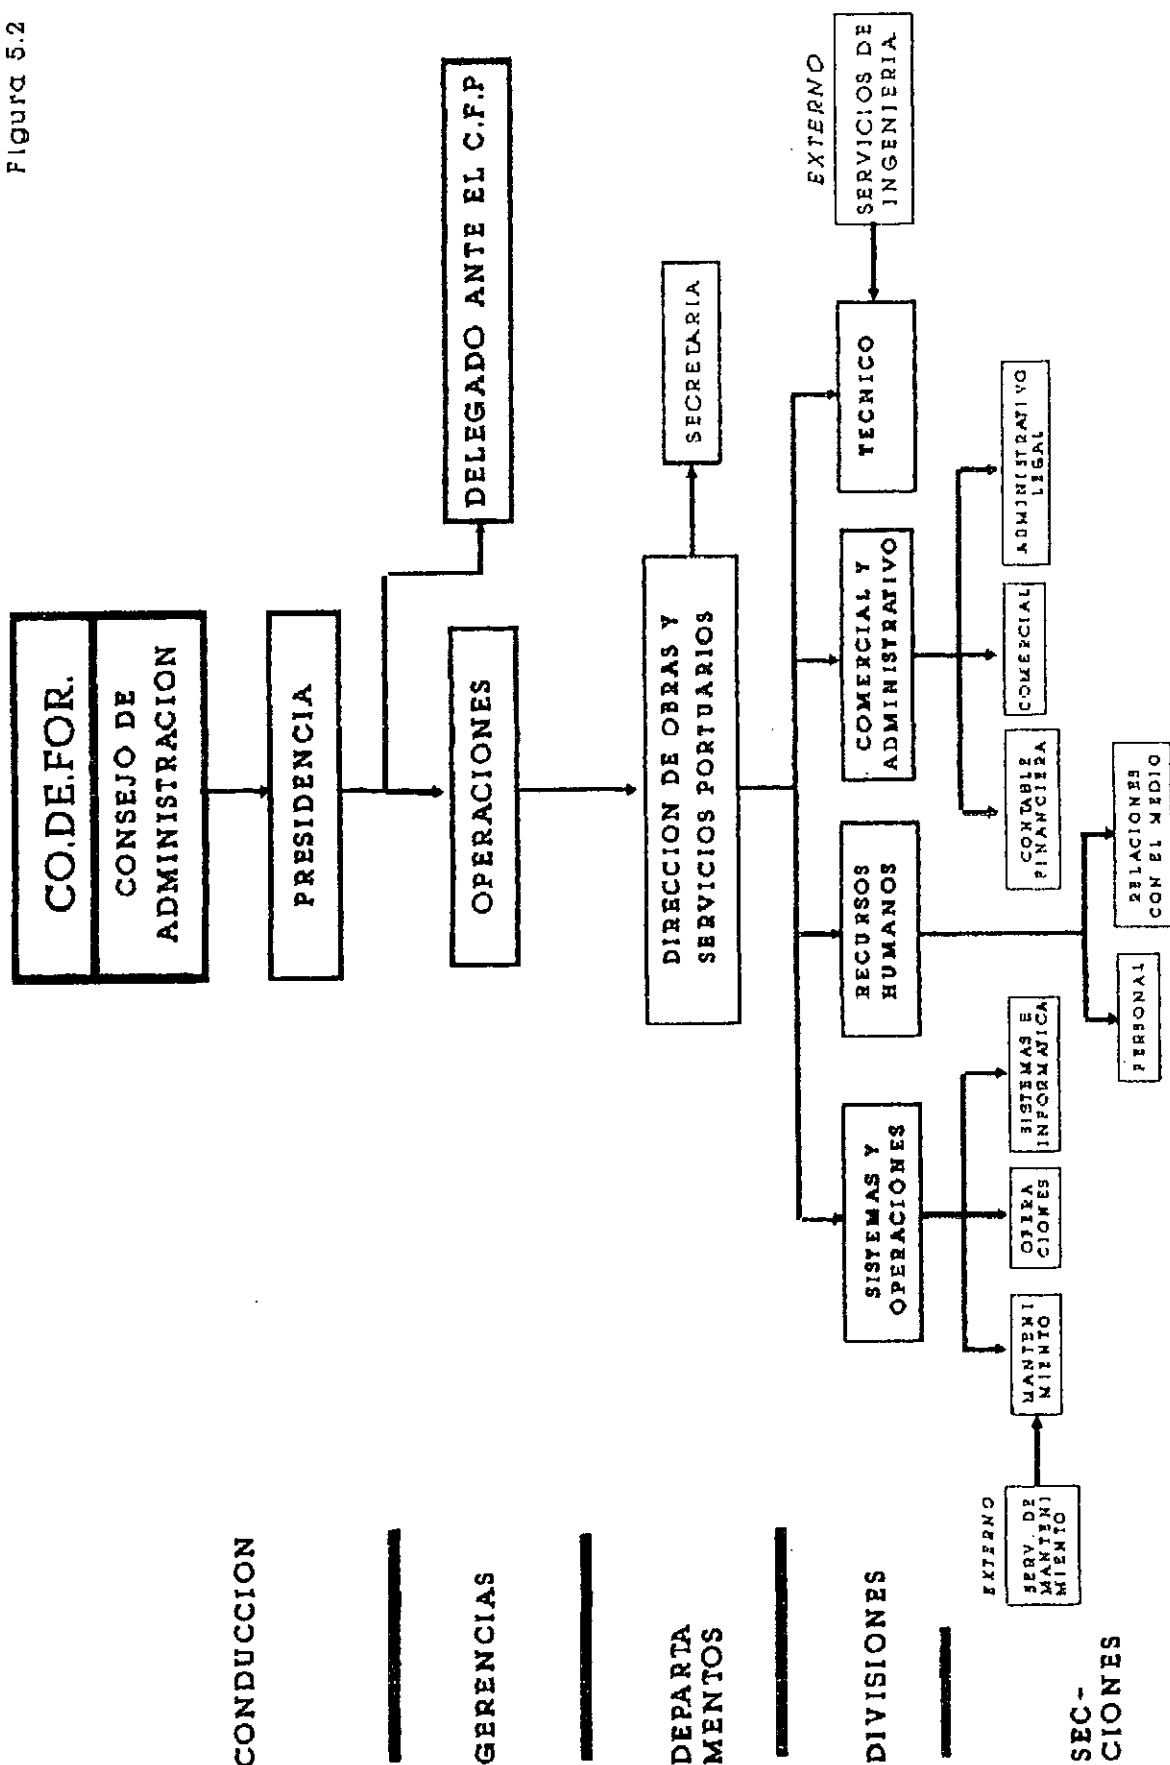 Figura 5.2
CO.DE.FOR.
CONSEJO DE
ADMINISTRACION
CONDUCCION
PRESIDENCIA
GERENCIAS
OPERACIONES
DELEGADO ANTE EL C.F.P
DEPARTA
MENTOS
DIRECCION DE OBRAS Y
SERVICIOS PORTUARIOS
SECRETARIA
DIVISIONES
SISTEMAS Y
OPERACIONES
RECURSOS
HUMANOS
COMERCIAL Y
ADMINISTRATIVO
TECNICO
EXTERNO
SERVICIOS DE
INGENIERIA
SEC-
CIONES
EXTERNO
SERV. DE
MANTENI
MIENTO
MANTENI
MIENTO
OPERA
CIONES
SISTEMAS E
INFORMATICA
CONTABLE
FINANCIERA
COMERCIAL
ADMINISTRATIVO
LEGAL
PERSONAL
RELACIONES
CON EL MEDIO